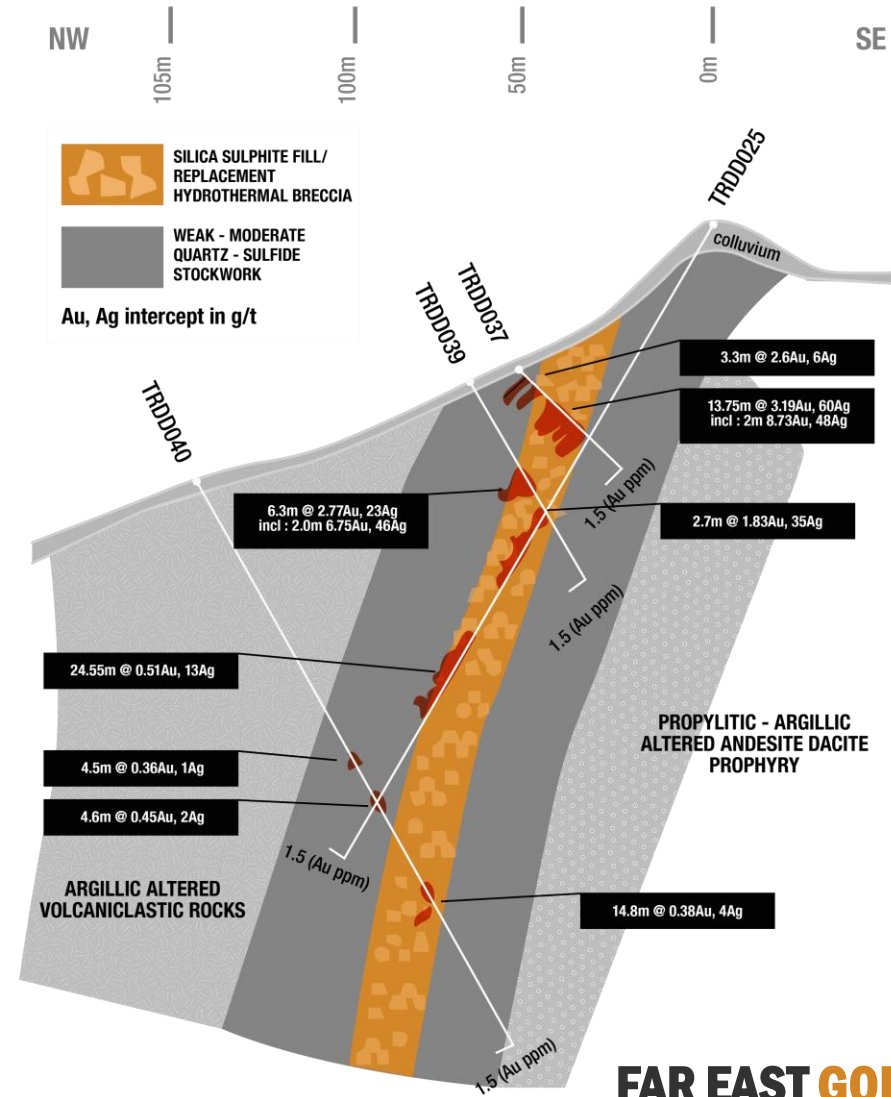 NW
105m
100m
50m
0m
SE
SILICA SULPHITE FILL/
REPLACEMENT
HYDROTHERMAL BRECCIA
WEAK - MODERATE
QUARTZ - SULFIDE
STOCKWORK
Au, Ag intercept in g/t
TRDD025
colluvium
TRDD037
TRDD039
TRDD040
3.3m @ 2.6Au, 6Ag
13.75m @ 3.19Au, 60Ag
incl : 2m 8.73Au, 48Ag
6.3m @ 2.77Au, 23Ag
incl : 2.0m 6.75Au, 46Ag
1.5 (Au ppm)
2.7m @ 1.83Au, 35Ag
1.5 (Au ppm)
24.55m @ 0.51Au, 13Ag
PROPYLITIC - ARGILLIC
ALTERED ANDESITE DACITE
PROPHYRY
4.5m @ 0.36Au, 1Ag
4.6m @ 0.45Au, 2Ag
1.5 (Au ppm)
ARGILLIC ALTERED
VOLCANICLASTIC ROCKS
14.8m @ 0.38Au, 4Ag
1.5 (Au ppm)
FAR EAST GOL